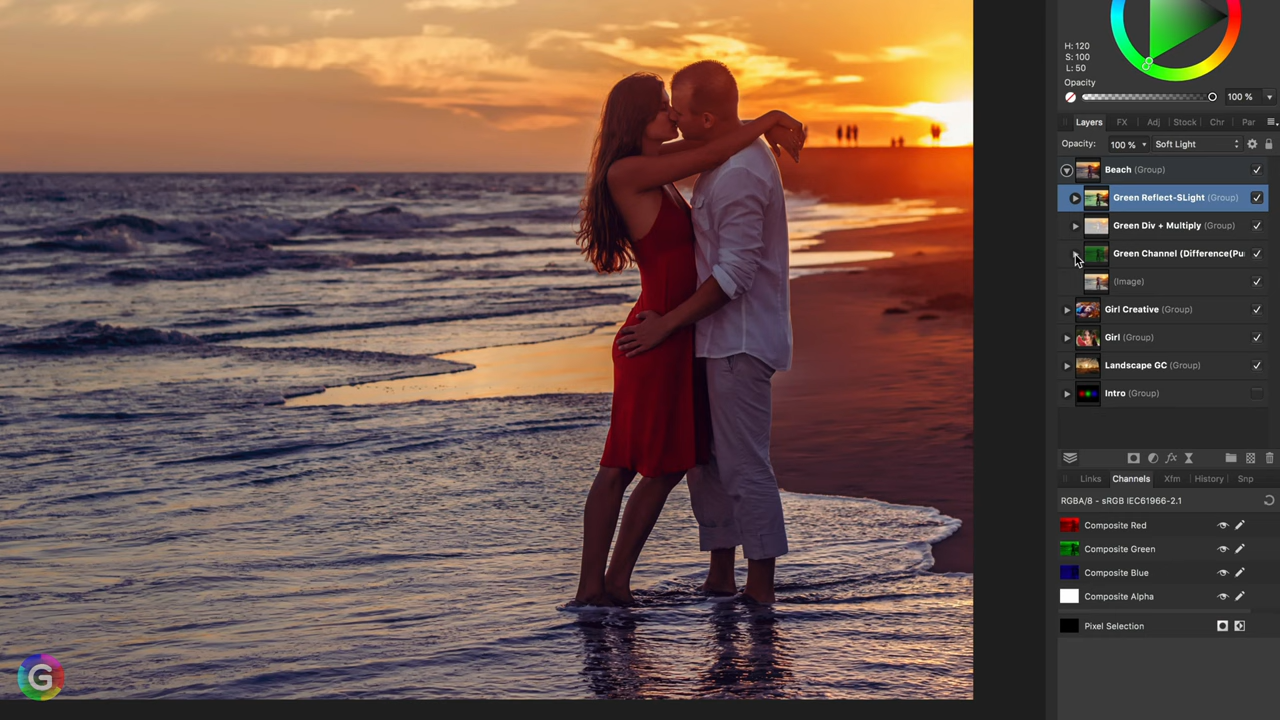 H: 120
S: 100
L: 50
Opacity
100 %
Layers FX Adj Stock Chr Par
Opacity: 100 % Soft Light
Beach (Group)
Green Reflect-SLight (Group)
Green Div + Multiply (Group)
Green Channel (Difference(Pu
(Image)
Girl Creative (Group)
Girl (Group)
Landscape GC (Group)
Intro (Group)
fx
Links Channels Xfm History Snp
RGBA/8 - sRGB IEC61966-2.1
Composite Red
Composite Green
Composite Blue
Composite Alpha
Pixel Selection
G